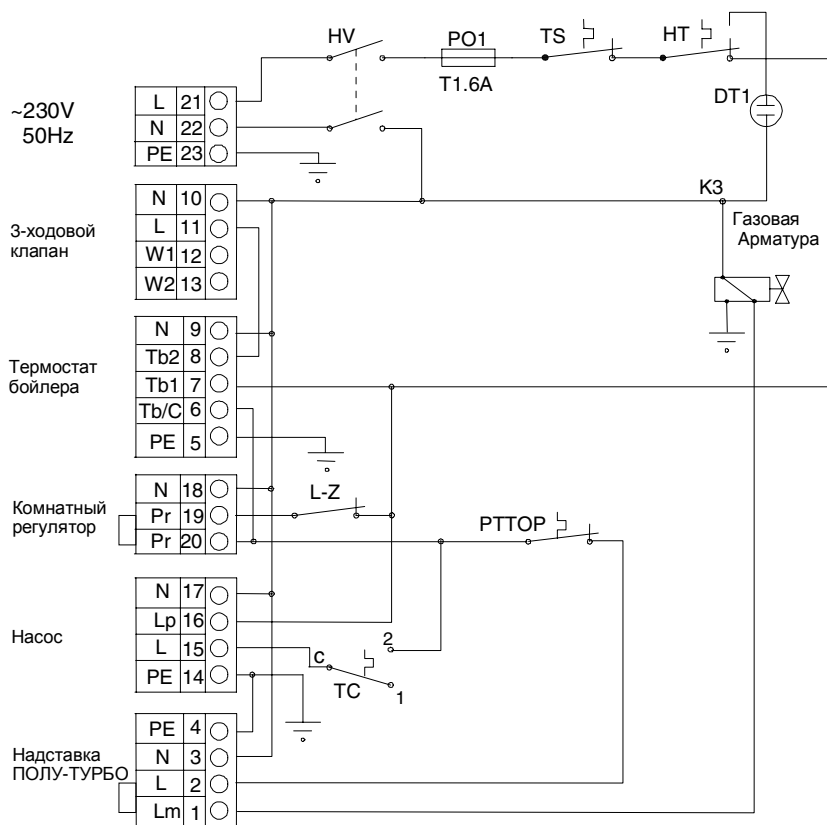 HV
PO1
T1.6A
TS
HT
DT1
~230V
50Hz
L 21
N 22
PE 23
3-ходовой
клапан
N 10
L 11
W1 12
W2 13
K3
Газовая
Арматура
Термостат
бойлера
N 9
Tb2 8
Tb1 7
Tb/C 6
PE 5
Комнатный
регулятор
N 18
Pr 19
Pr 20
L-Z
PTTOP
Насос
N 17
Lp 16
L 15
PE 14
C
TC
2
1
Надставка
ПОЛУ-ТУРБО
PE 4
N 3
L 2
Lm 1